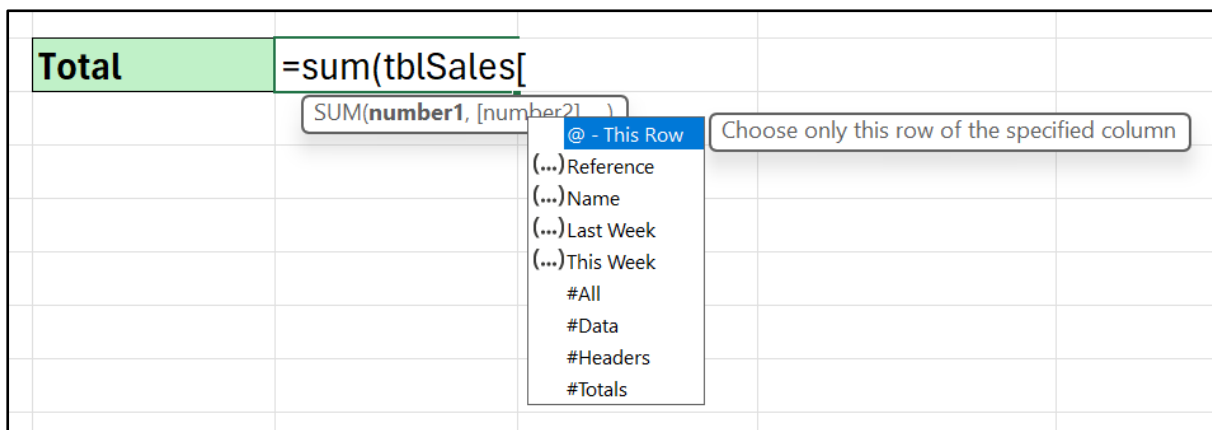 Total
=sum(tblSales[
SUM(number1, [number2], ...)
@ - This Row
Choose only this row of the specified column
(...) Reference
(...) Name
(...) Last Week
(...) This Week
#All
#Data
#Headers
#Totals